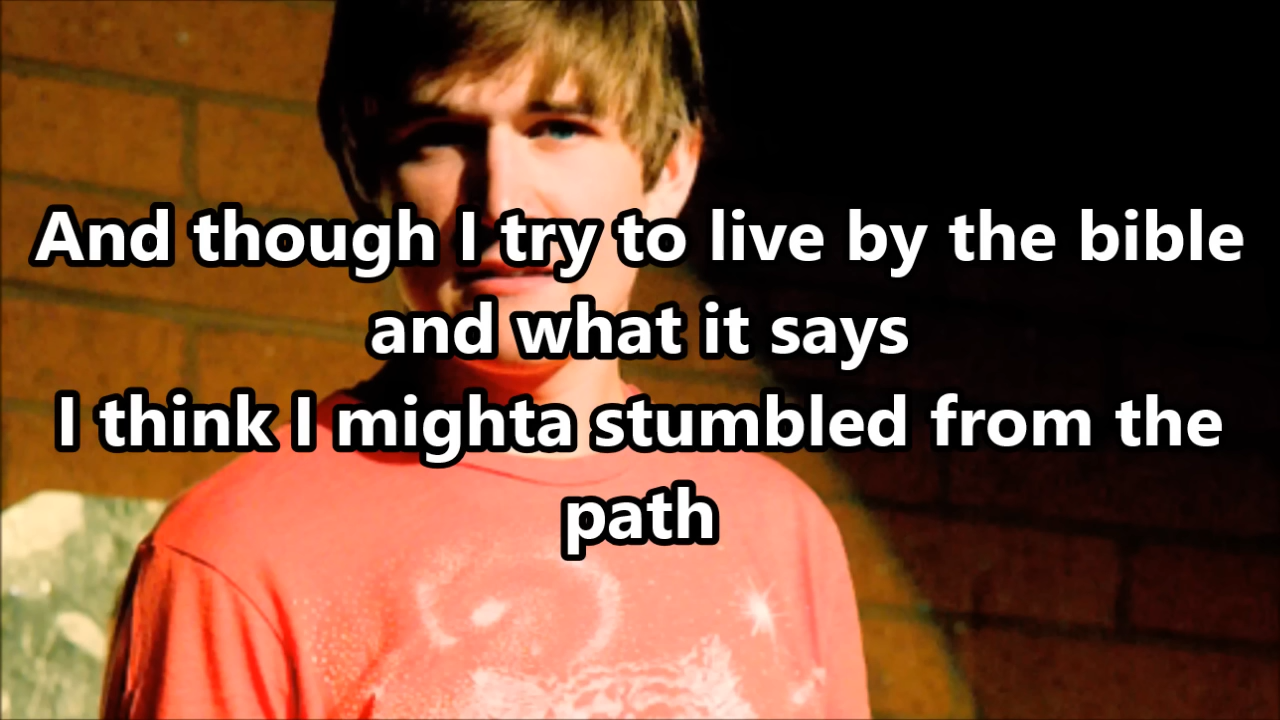 And though I try to live by the bible
and what it says
I think I mighta stumbled from the
path